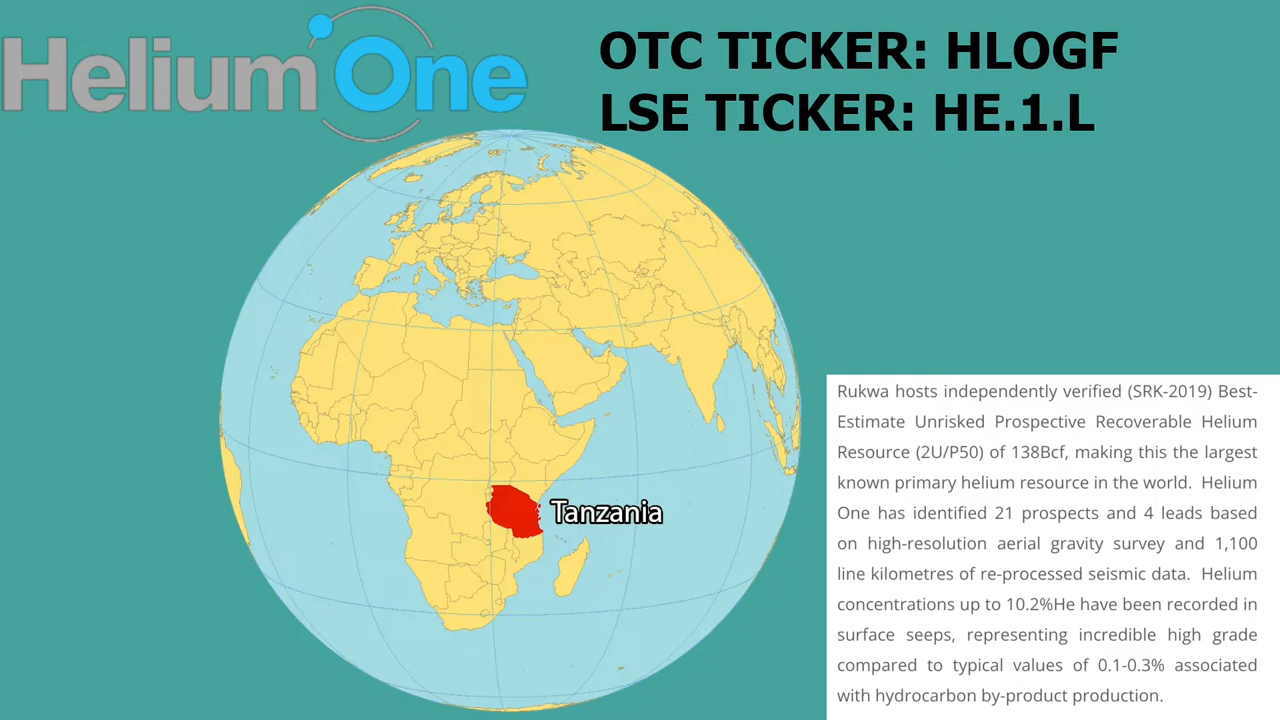 Helium One
OTC TICKER: HLOGF
LSE TICKER: HE.1.L
Tanzania
Rukwa hosts independently verified (SRK-2019) Best-
Estimate Unrisked Prospective Recoverable Helium
Resource (2U/P50) of 138Bcf, making this the largest
known primary helium resource in the world. Helium
One has identified 21 prospects and 4 leads based
on high-resolution aerial gravity survey and 1,100
line kilometres of re-processed seismic data. Helium
concentrations up to 10.2%He have been recorded in
surface seeps, representing incredible high grade
compared to typical values of 0.1-0.3% associated
with hydrocarbon by-product production.